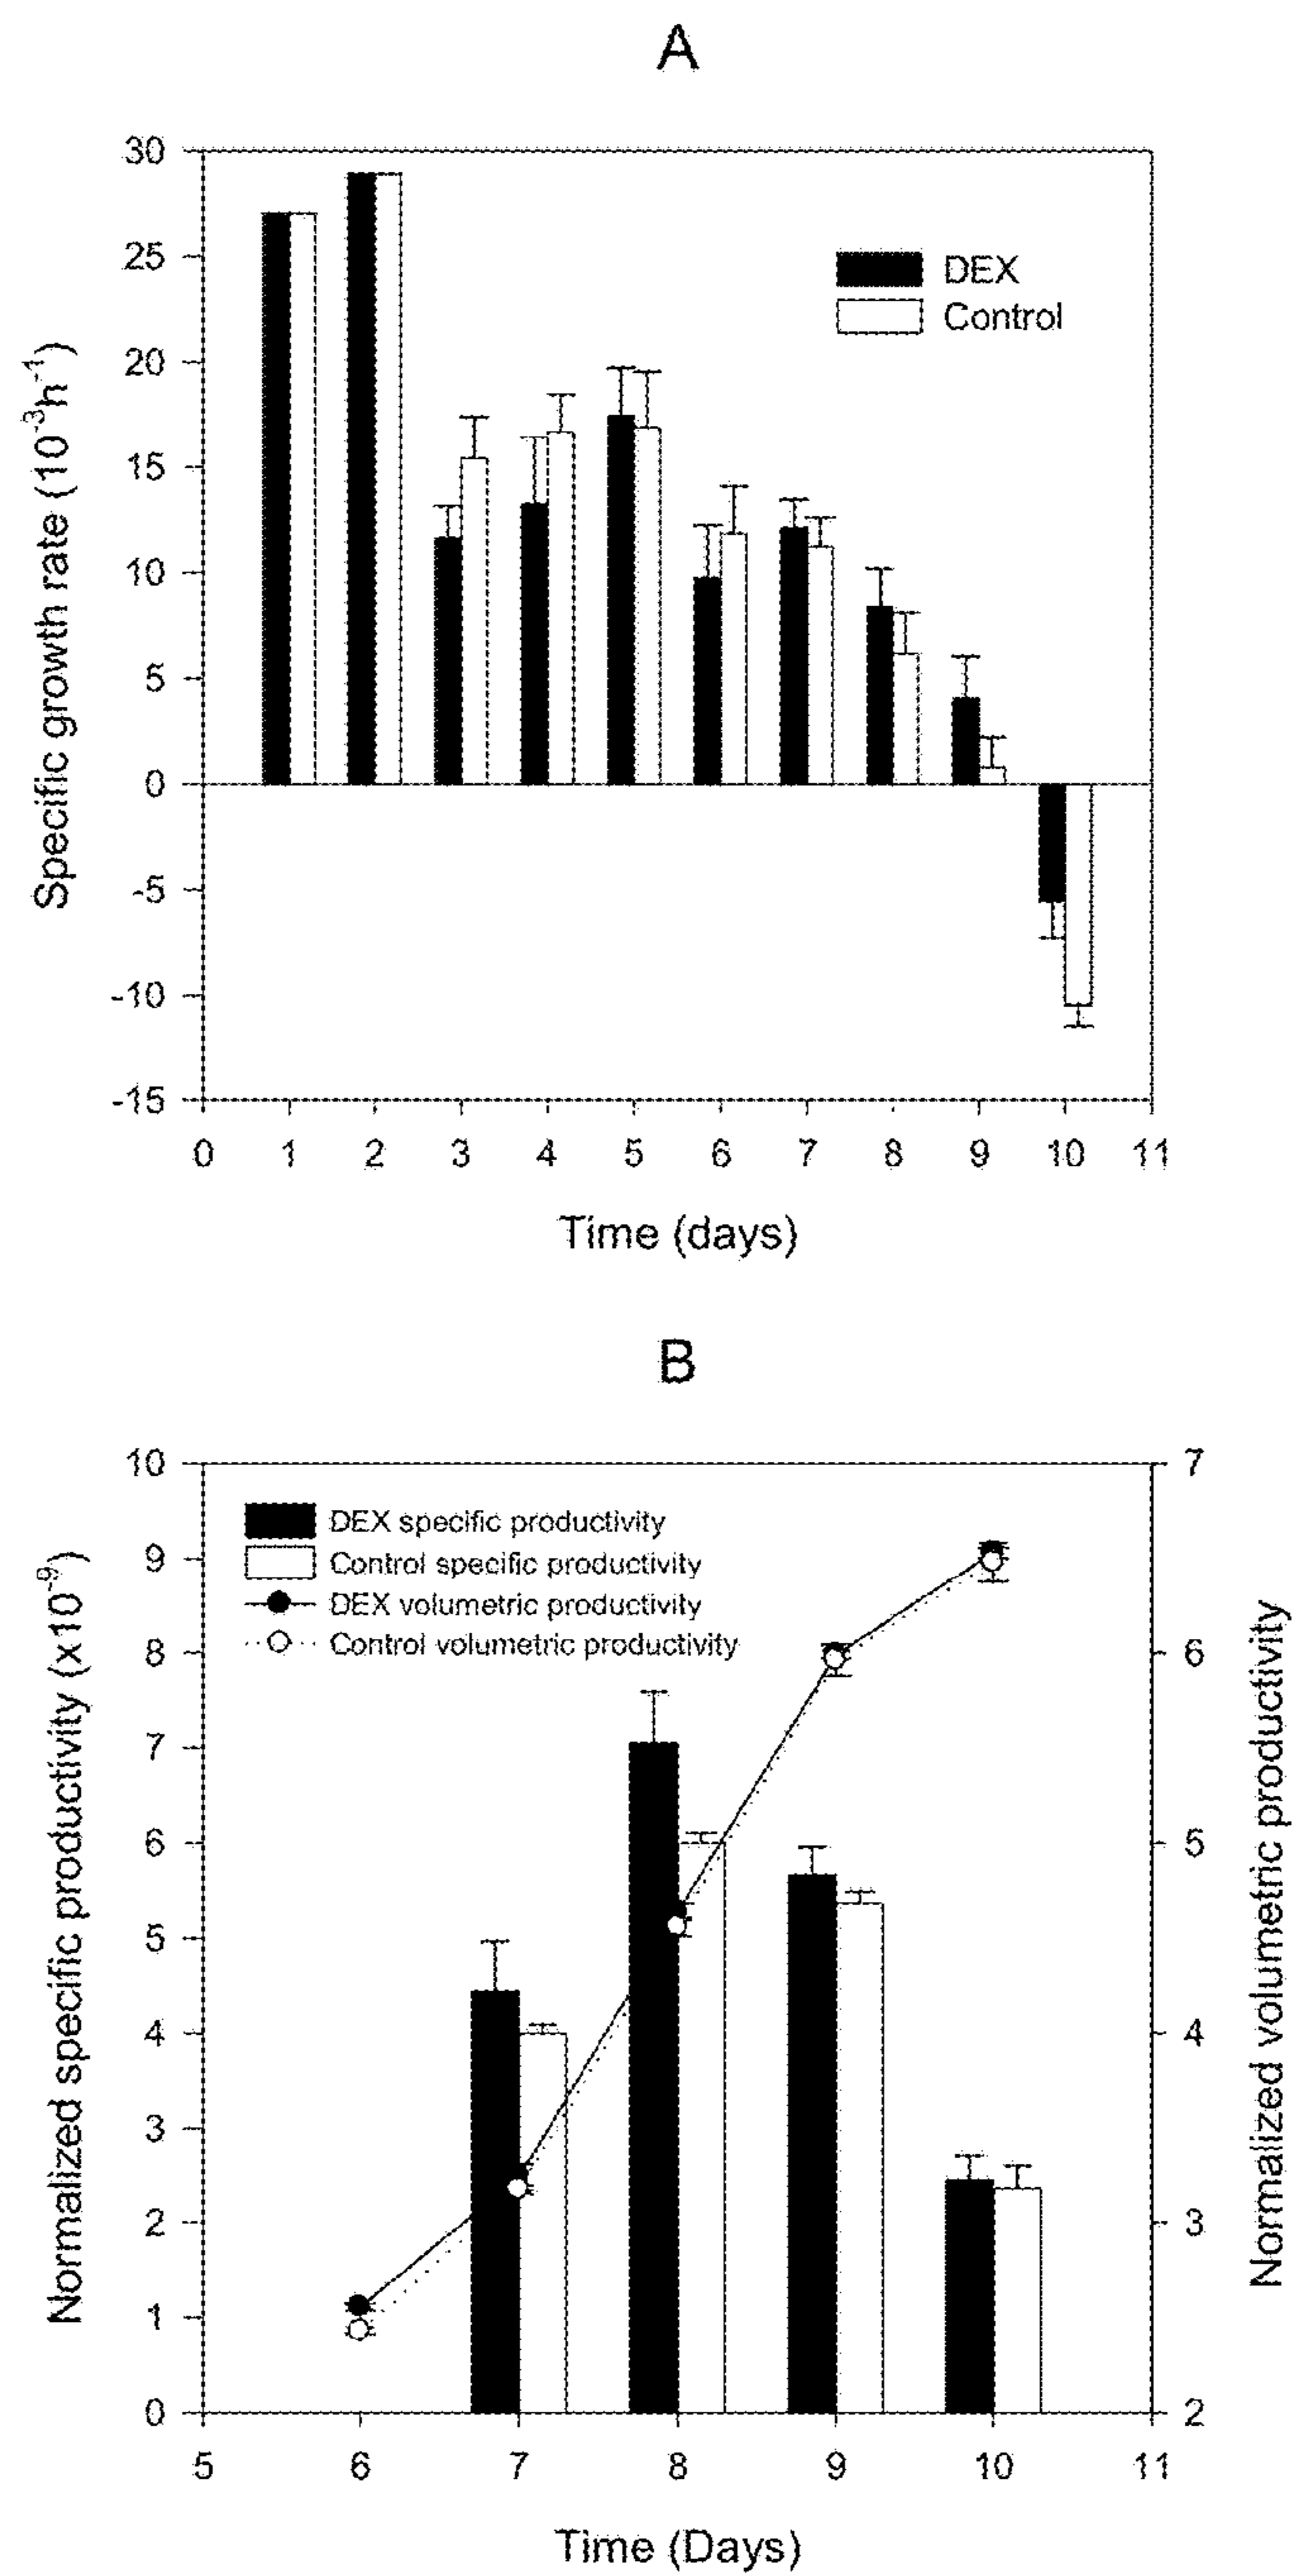 A
30
25
20
15
10
5
0
-5
-10
-15
Specific growth rate (10⁻³h⁻¹)
DEX
Control
0 1 2 3 4 5 6 7 8 9 10 11
Time (days)
B
10
9
8
7
6
5
4
3
2
1
0
Normalized specific productivity (x10⁻⁹)
DEX specific productivity
Control specific productivity
DEX volumetric productivity
Control volumetric productivity
7
6
5
4
3
2
Normalized volumetric productivity
5 6 7 8 9 10 11
Time (Days)